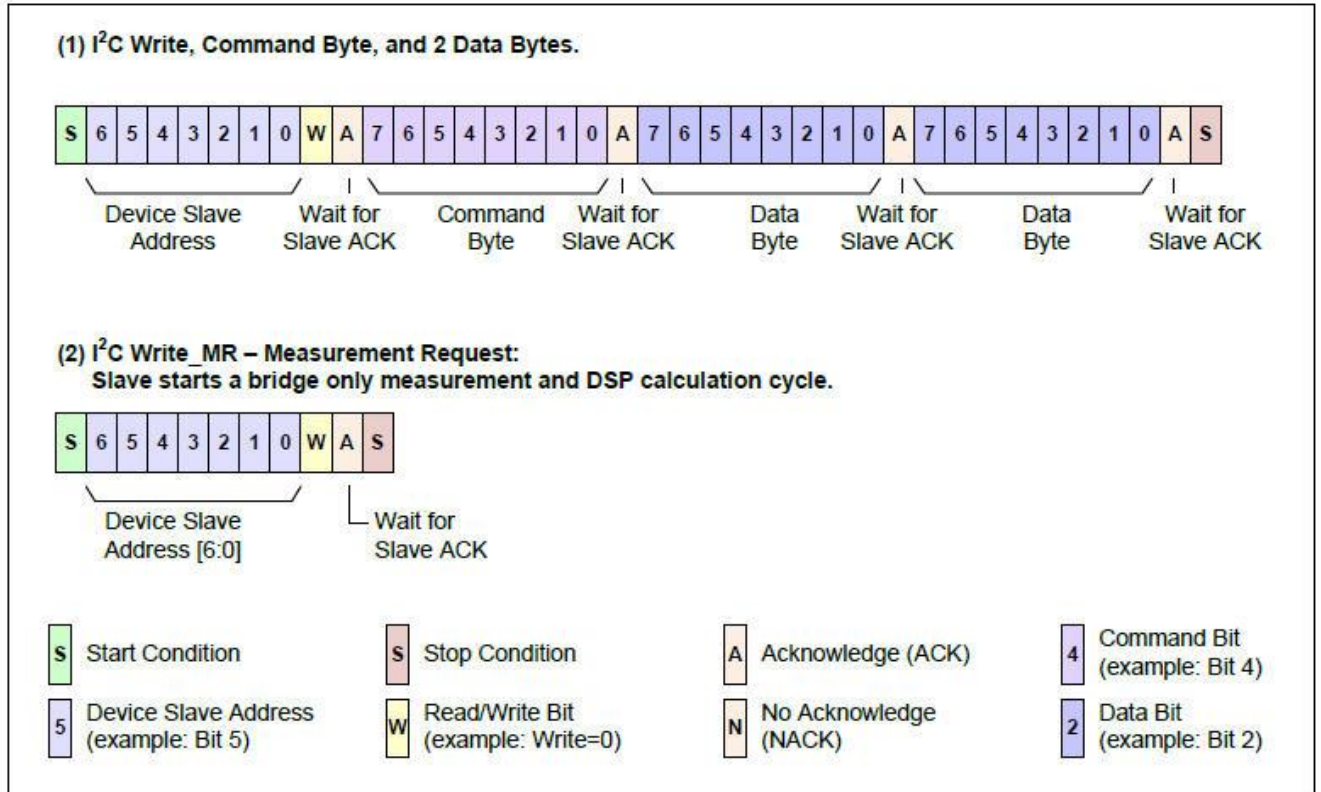 (1) I²C Write, Command Byte, and 2 Data Bytes.
S 6 5 4 3 2 1 0 W A 7 6 5 4 3 2 1 0 A 7 6 5 4 3 2 1 0 A 7 6 5 4 3 2 1 0 A S
Device Slave Address
Wait for Slave ACK
Command Byte
Wait for Slave ACK
Data Byte
Wait for Slave ACK
Data Byte
Wait for Slave ACK
(2) I²C Write_MR – Measurement Request:
Slave starts a bridge only measurement and DSP calculation cycle.
S 6 5 4 3 2 1 0 W A S
Device Slave Address [6:0]
Wait for Slave ACK
S Start Condition
S Stop Condition
A Acknowledge (ACK)
4 Command Bit (example: Bit 4)
5 Device Slave Address (example: Bit 5)
W Read/Write Bit (example: Write=0)
N No Acknowledge (NACK)
2 Data Bit (example: Bit 2)